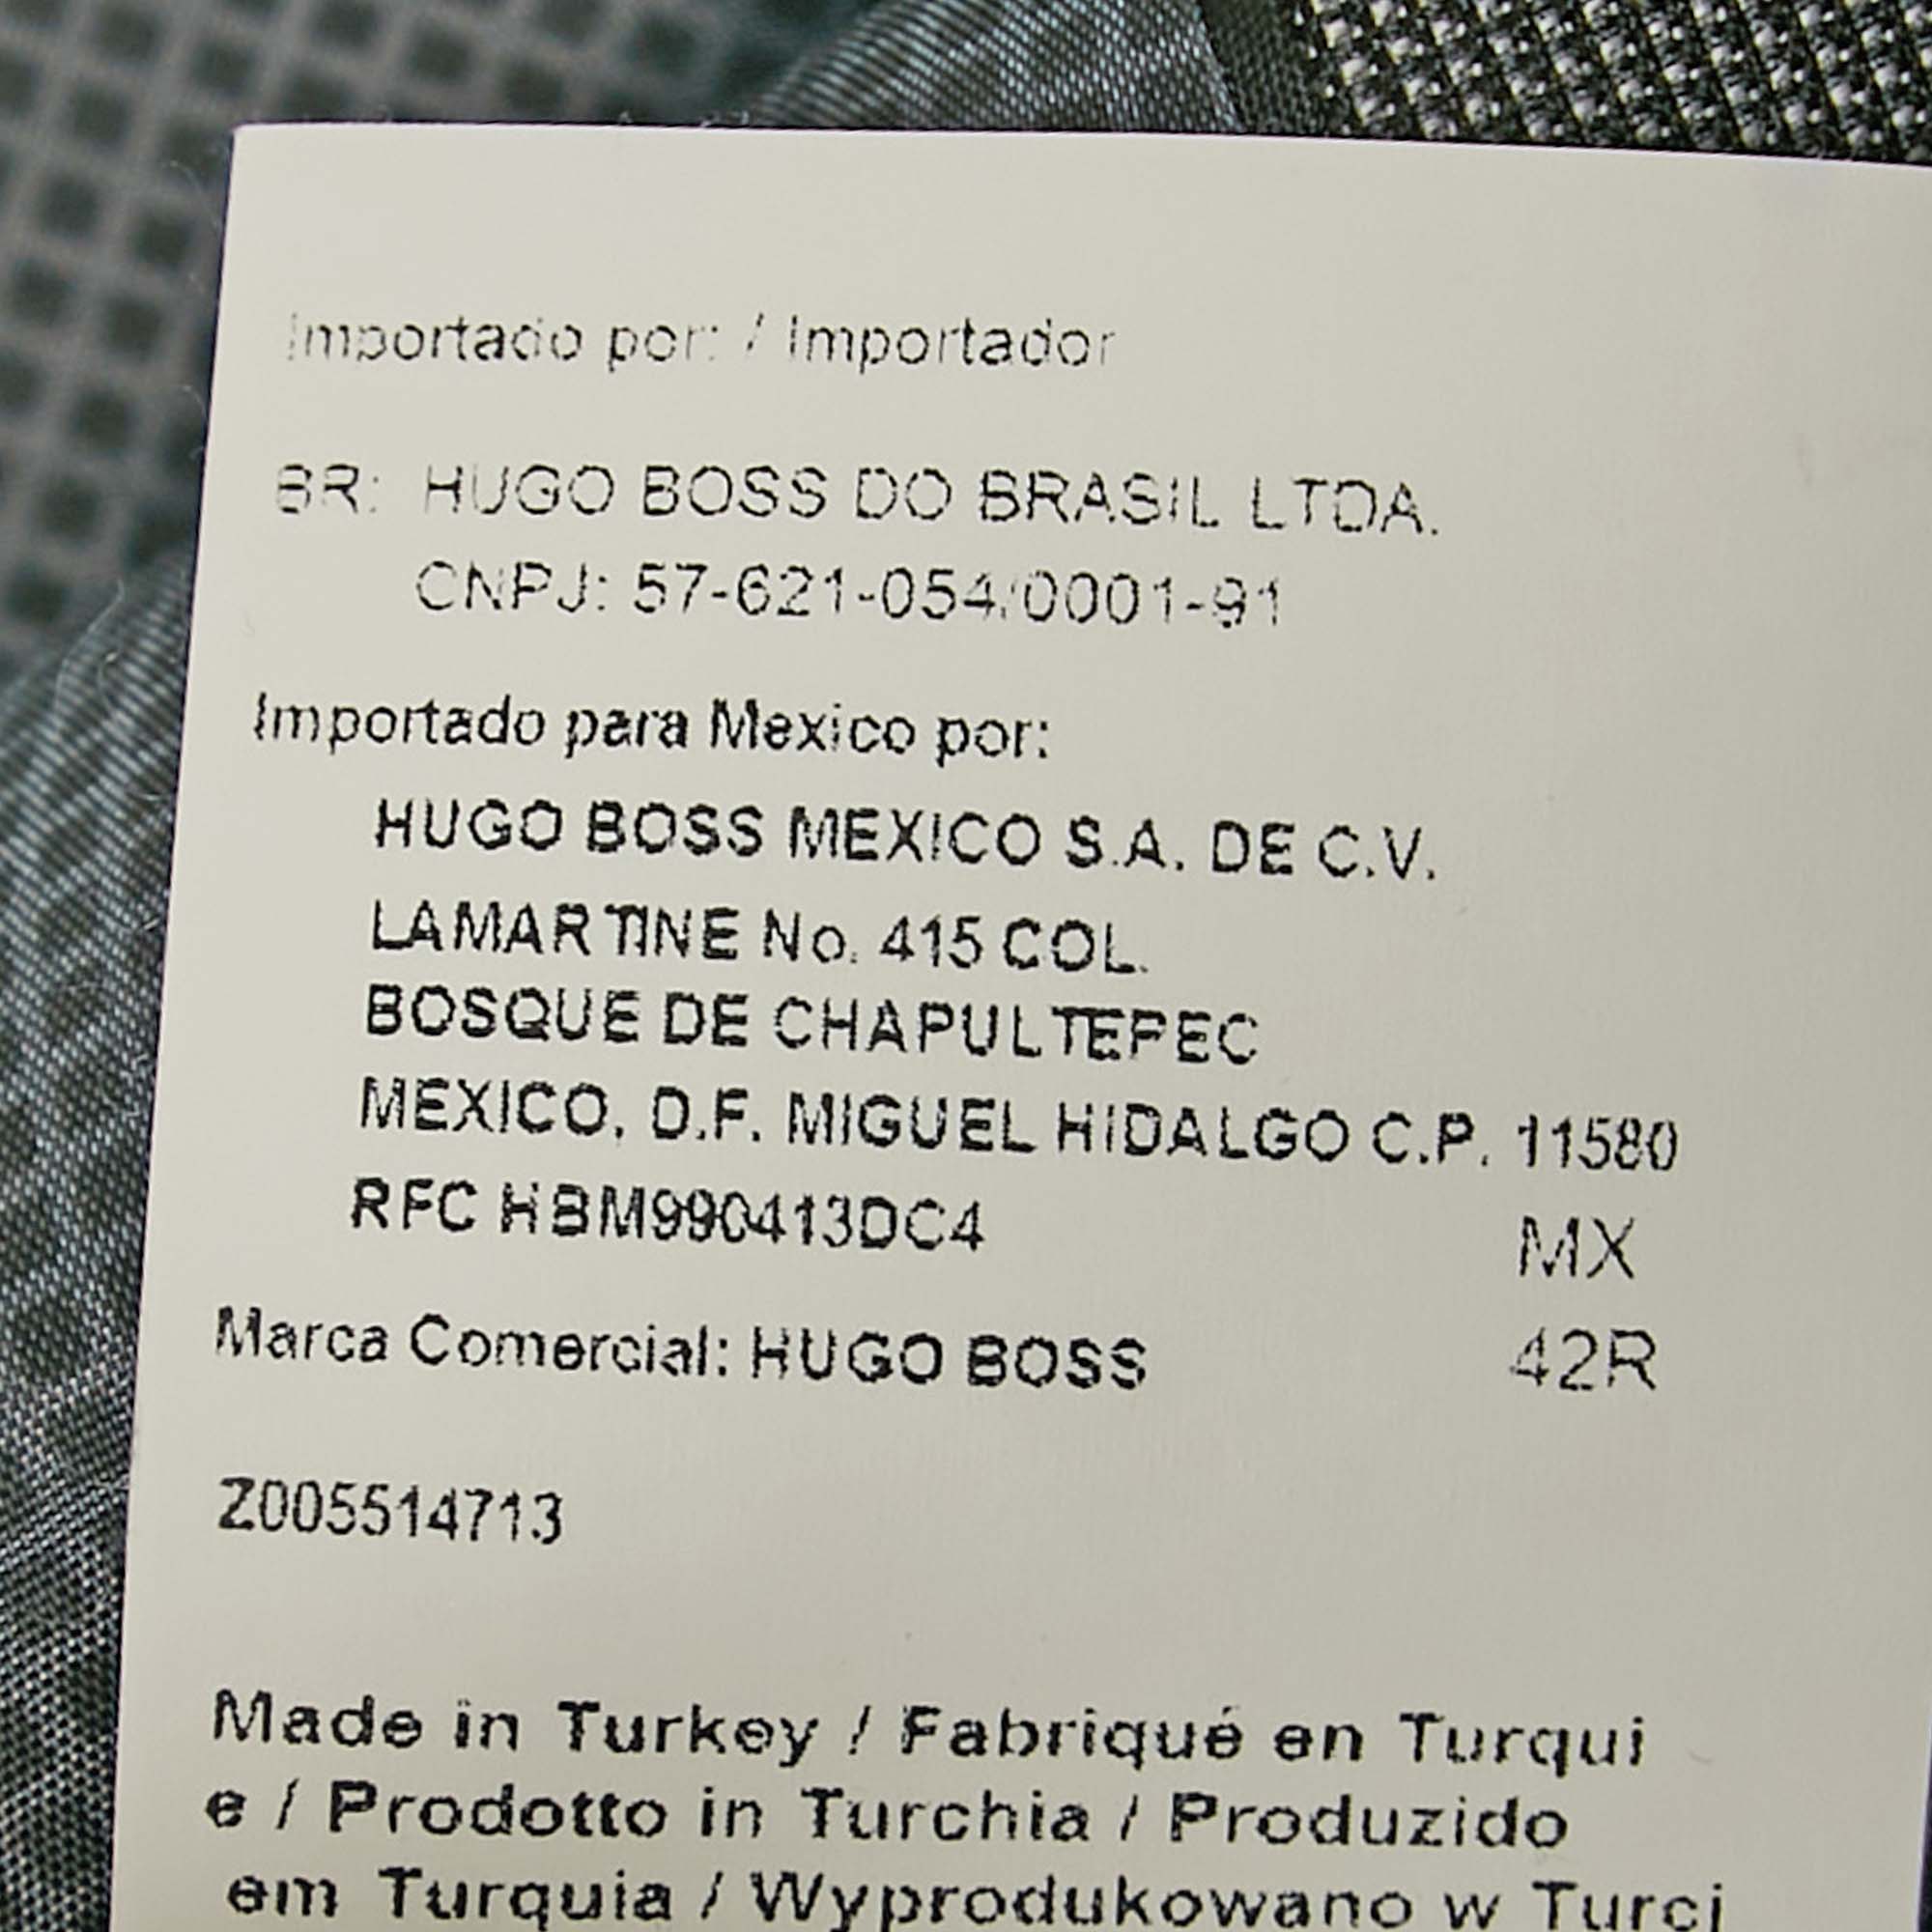 Importado por: / Importador
BR: HUGO BOSS DO BRASIL LTDA.
CNPJ: 57-621-054/0001-91
Importado para Mexico por:
HUGO BOSS MEXICO S.A. DE C.V.
LAMARTINE No. 415 COL.
BOSQUE DE CHAPULTEPEC
MEXICO, D.F. MIGUEL HIDALGO C.P. 11580
RFC HBM990413DC4 MX
Marca Comercial: HUGO BOSS 42R
Z005514713
Made in Turkey / Fabriqué en Turqui
e / Prodotto in Turchia / Produzido
em Turquia / Wyprodukowano w Turcj